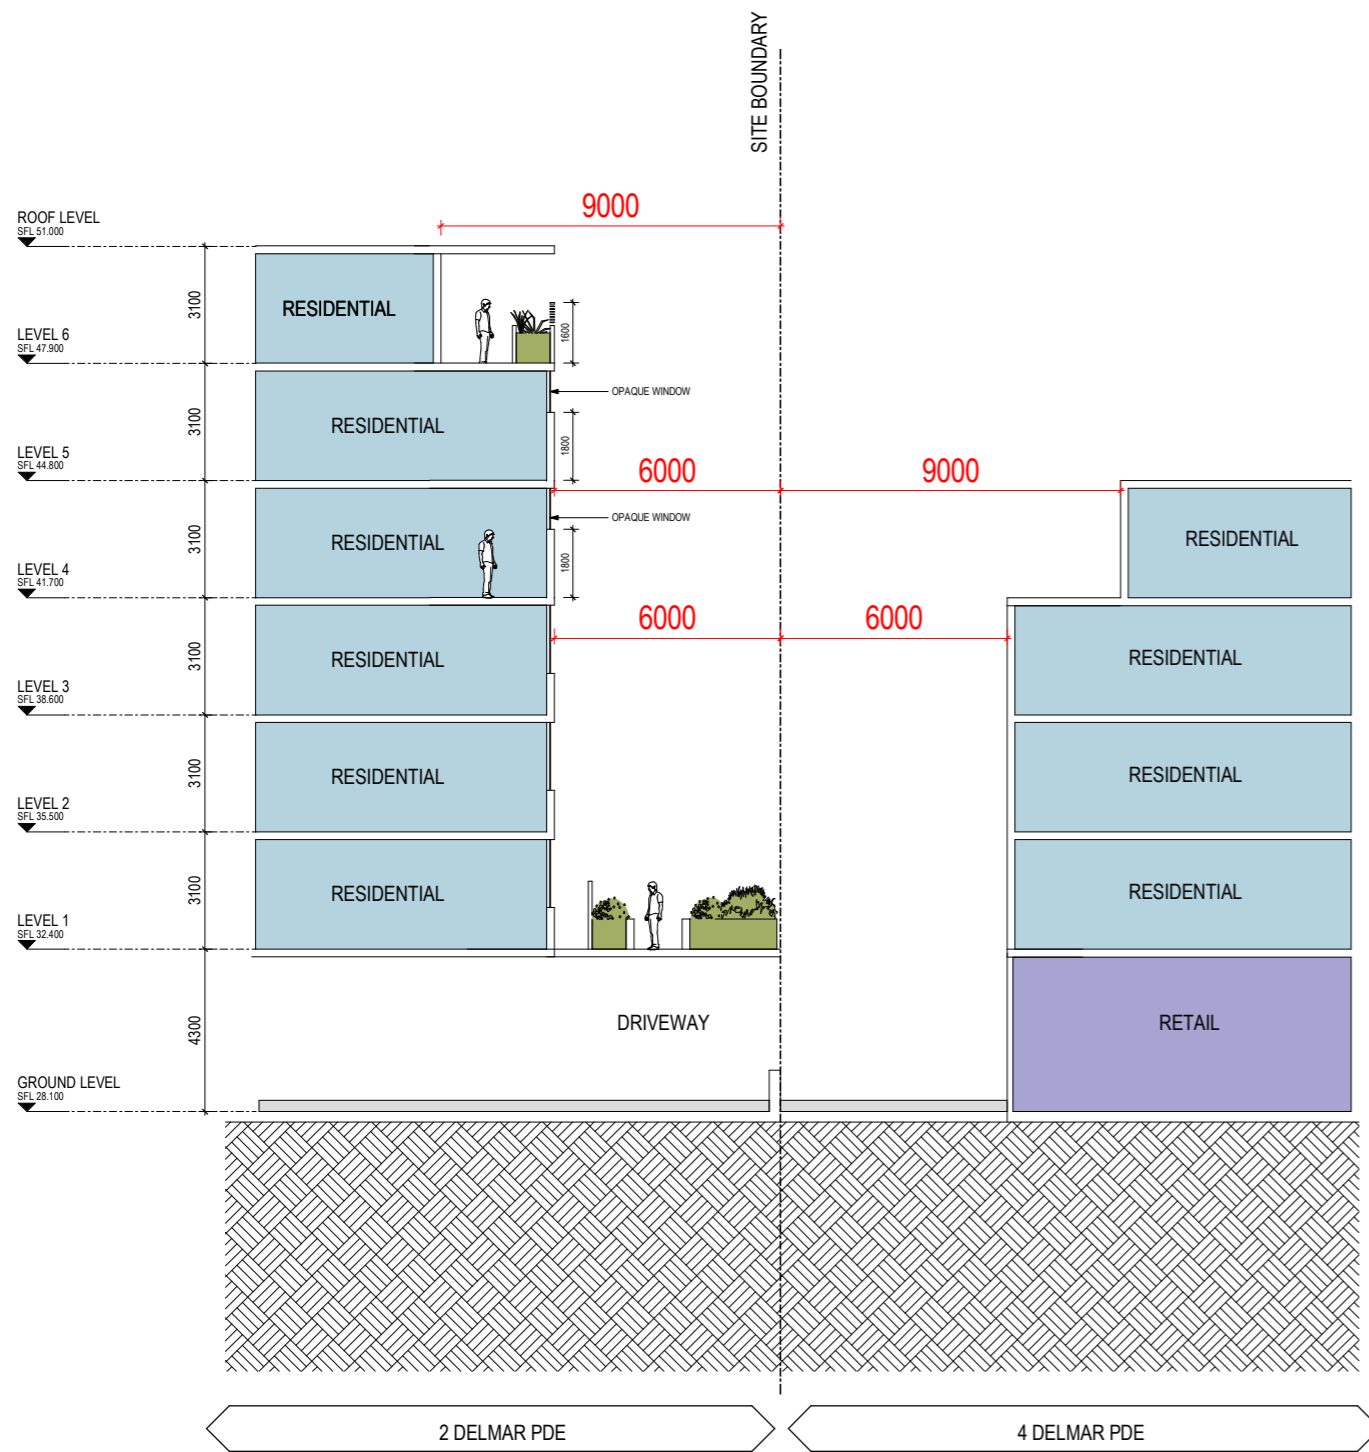 SITE BOUNDARY
9000
ROOF LEVEL
SFL 51.000
3100
RESIDENTIAL
1600
LEVEL 6
SFL 47.900
OPAQUE WINDOW
3100
RESIDENTIAL
1800
LEVEL 5
SFL 44.800
6000
9000
OPAQUE WINDOW
3100
RESIDENTIAL
1800
RESIDENTIAL
LEVEL 4
SFL 41.700
6000
6000
3100
RESIDENTIAL
RESIDENTIAL
LEVEL 3
SFL 38.600
3100
RESIDENTIAL
RESIDENTIAL
LEVEL 2
SFL 35.500
3100
RESIDENTIAL
RESIDENTIAL
LEVEL 1
SFL 32.400
4300
DRIVEWAY
RETAIL
GROUND LEVEL
SFL 28.100
2 DELMAR PDE
4 DELMAR PDE